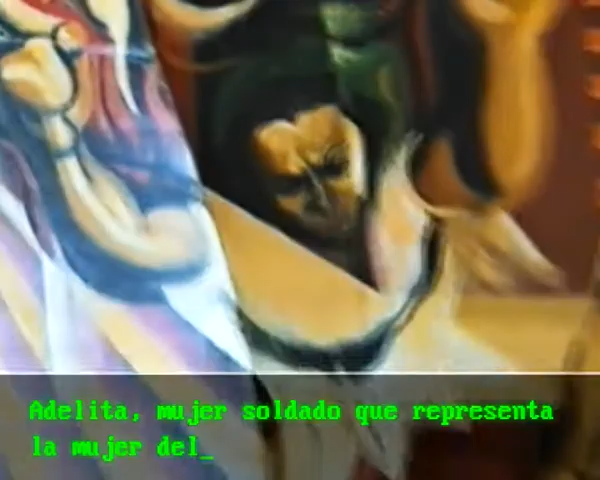 Adelita, mujer soldado que representa
la mujer del_